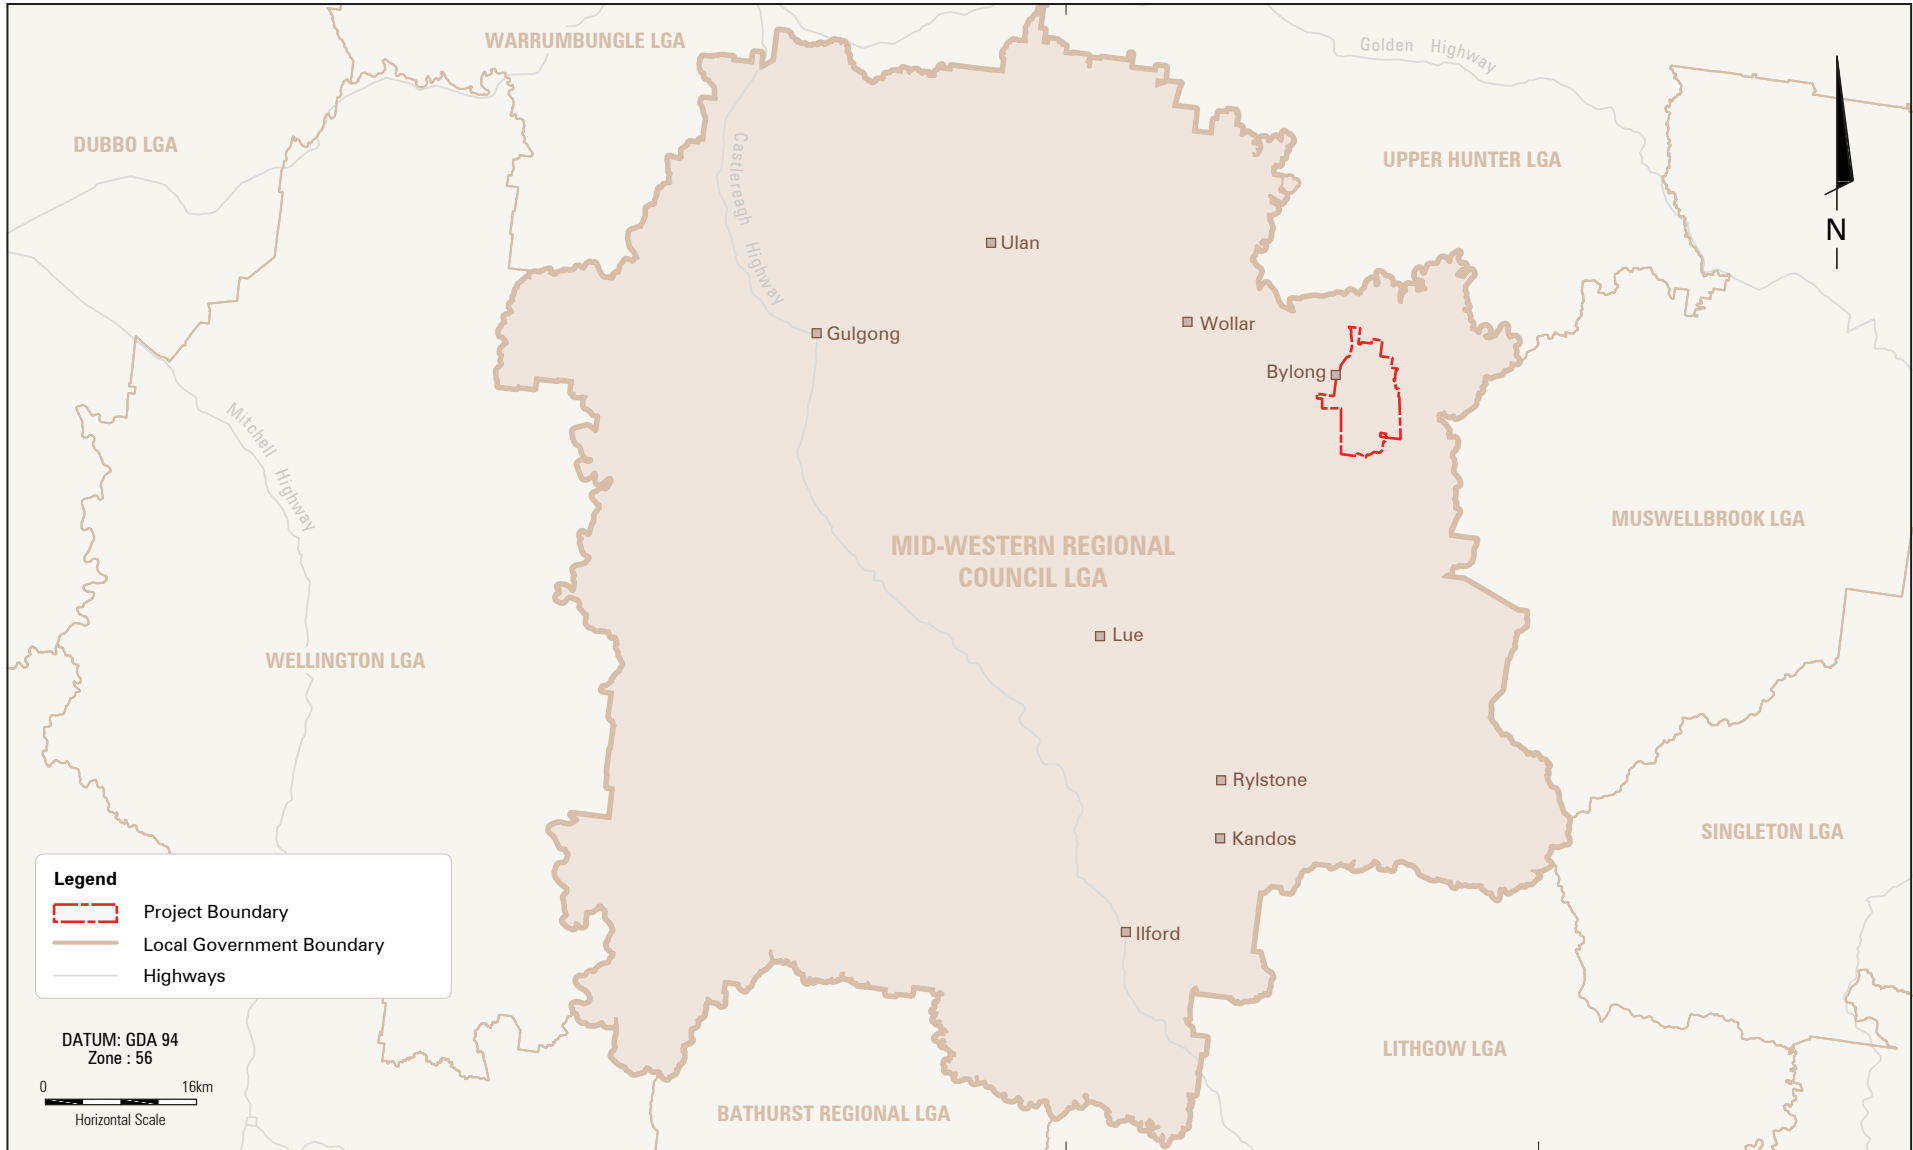 WARRUMBUNGLE LGA
Golden Highway
DUBBO LGA
Castlereagh Highway
UPPER HUNTER LGA
N
Ulan
Wollar
Gulgong
Bylong
Mitchell Highway
MUSWELLBROOK LGA
MID-WESTERN REGIONAL
COUNCIL LGA
Lue
WELLINGTON LGA
Rylstone
Kandos
SINGLETON LGA
Ilford
Legend
Project Boundary
Local Government Boundary
Highways
DATUM: GDA 94
Zone : 56
0 16km
Horizontal Scale
LITHGOW LGA
BATHURST REGIONAL LGA